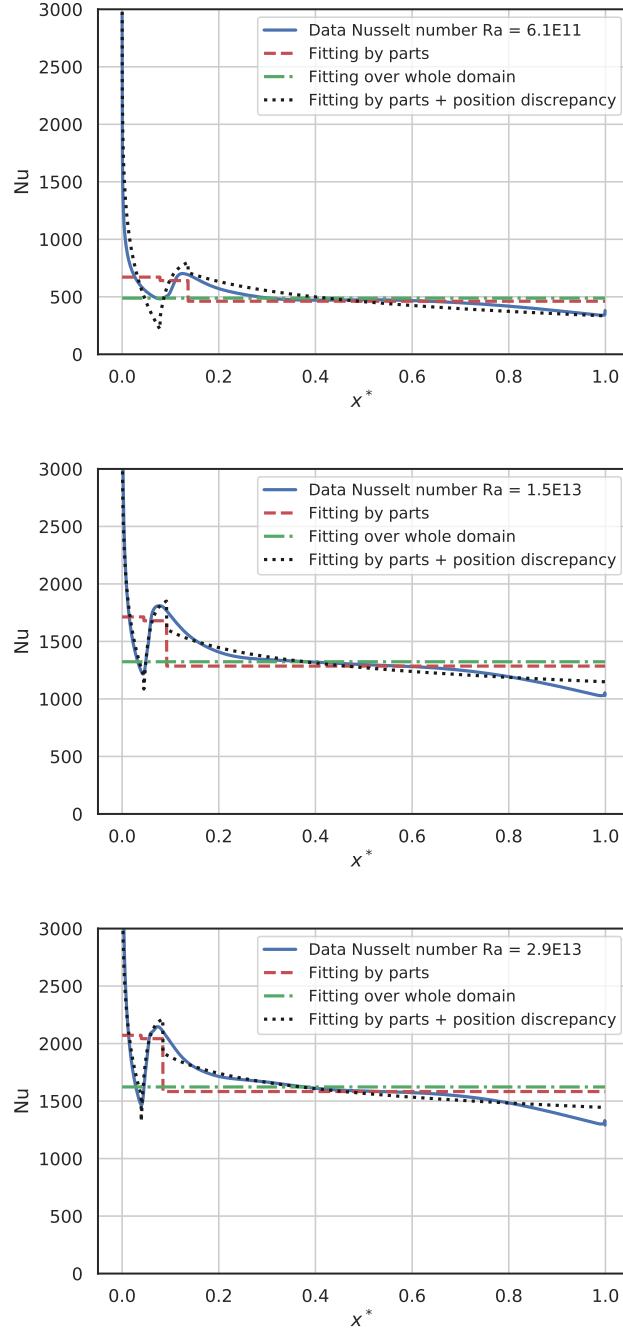 3000
2500
2000
1500
1000
500
0
Nu
Data Nusselt number Ra = 6.1E11
Fitting by parts
Fitting over whole domain
Fitting by parts + position discrepancy
0.0 0.2 0.4 0.6 0.8 1.0
x*
3000
2500
2000
1500
1000
500
0
Nu
Data Nusselt number Ra = 1.5E13
Fitting by parts
Fitting over whole domain
Fitting by parts + position discrepancy
0.0 0.2 0.4 0.6 0.8 1.0
x*
3000
2500
2000
1500
1000
500
0
Nu
Data Nusselt number Ra = 2.9E13
Fitting by parts
Fitting over whole domain
Fitting by parts + position discrepancy
0.0 0.2 0.4 0.6 0.8 1.0
x*